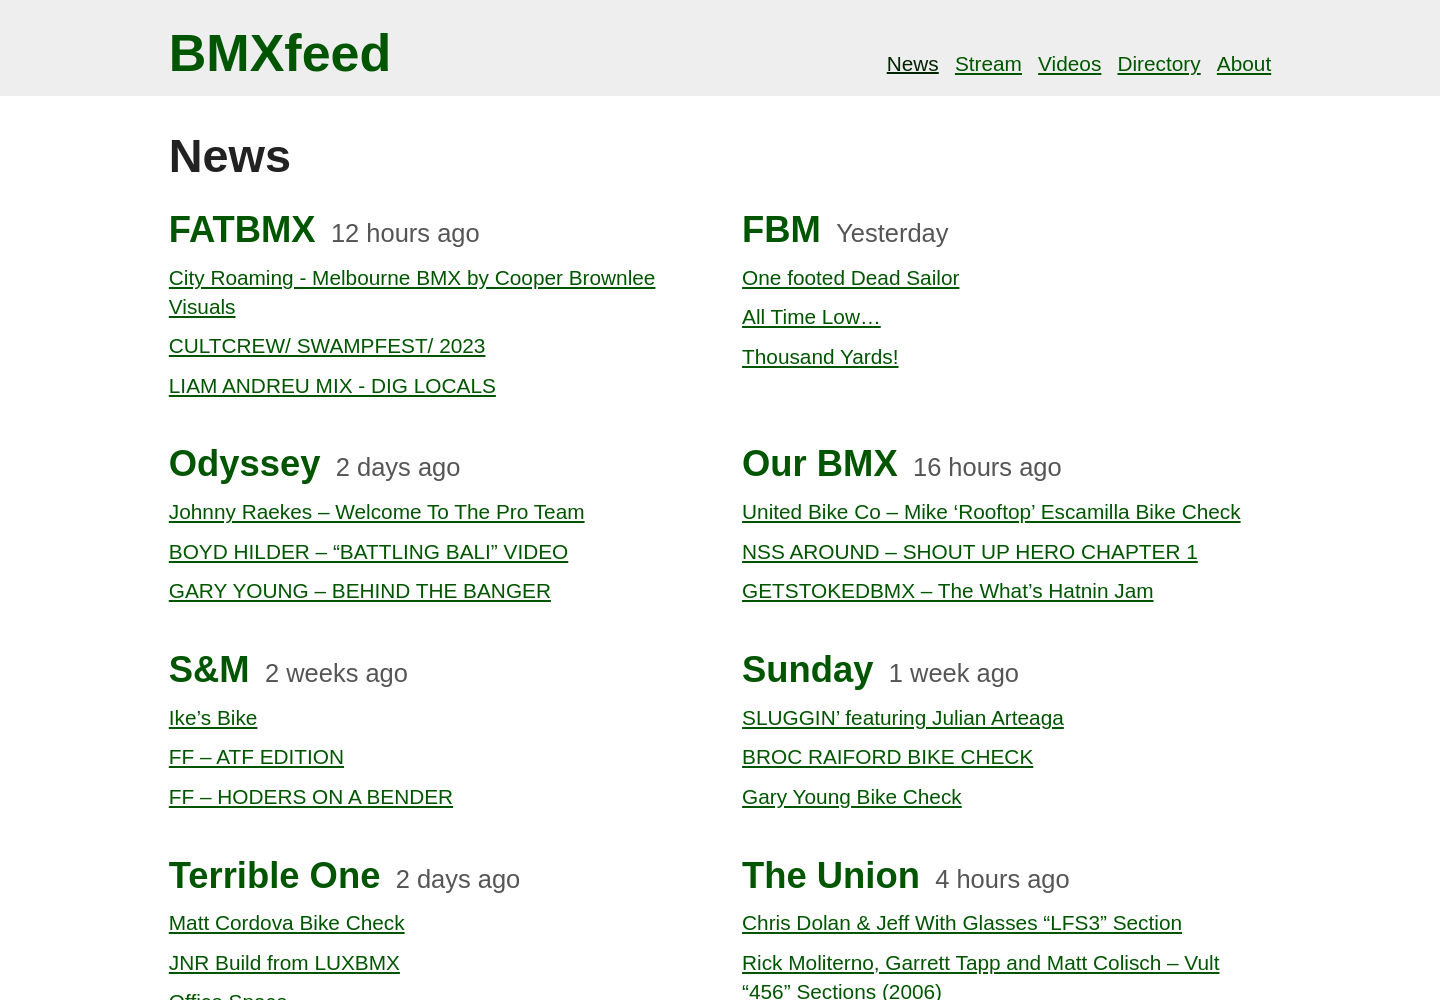 BMXfeed
News Stream Videos Directory About
News
FATBMX 12 hours ago
City Roaming - Melbourne BMX by Cooper Brownlee
Visuals
CULTCREW/ SWAMPFEST/ 2023
LIAM ANDREU MIX - DIG LOCALS
FBM Yesterday
One footed Dead Sailor
All Time Low…
Thousand Yards!
Odyssey 2 days ago
Johnny Raekes – Welcome To The Pro Team
BOYD HILDER – “BATTLING BALI” VIDEO
GARY YOUNG – BEHIND THE BANGER
Our BMX 16 hours ago
United Bike Co – Mike ‘Rooftop’ Escamilla Bike Check
NSS AROUND – SHOUT UP HERO CHAPTER 1
GETSTOKEDBMX – The What’s Hatnin Jam
S&M 2 weeks ago
Ike’s Bike
FF – ATF EDITION
FF – HODERS ON A BENDER
Sunday 1 week ago
SLUGGIN’ featuring Julian Arteaga
BROC RAIFORD BIKE CHECK
Gary Young Bike Check
Terrible One 2 days ago
Matt Cordova Bike Check
JNR Build from LUXBMX
Office Space
The Union 4 hours ago
Chris Dolan & Jeff With Glasses “LFS3” Section
Rick Moliterno, Garrett Tapp and Matt Colisch – Vult
“456” Sections (2006)